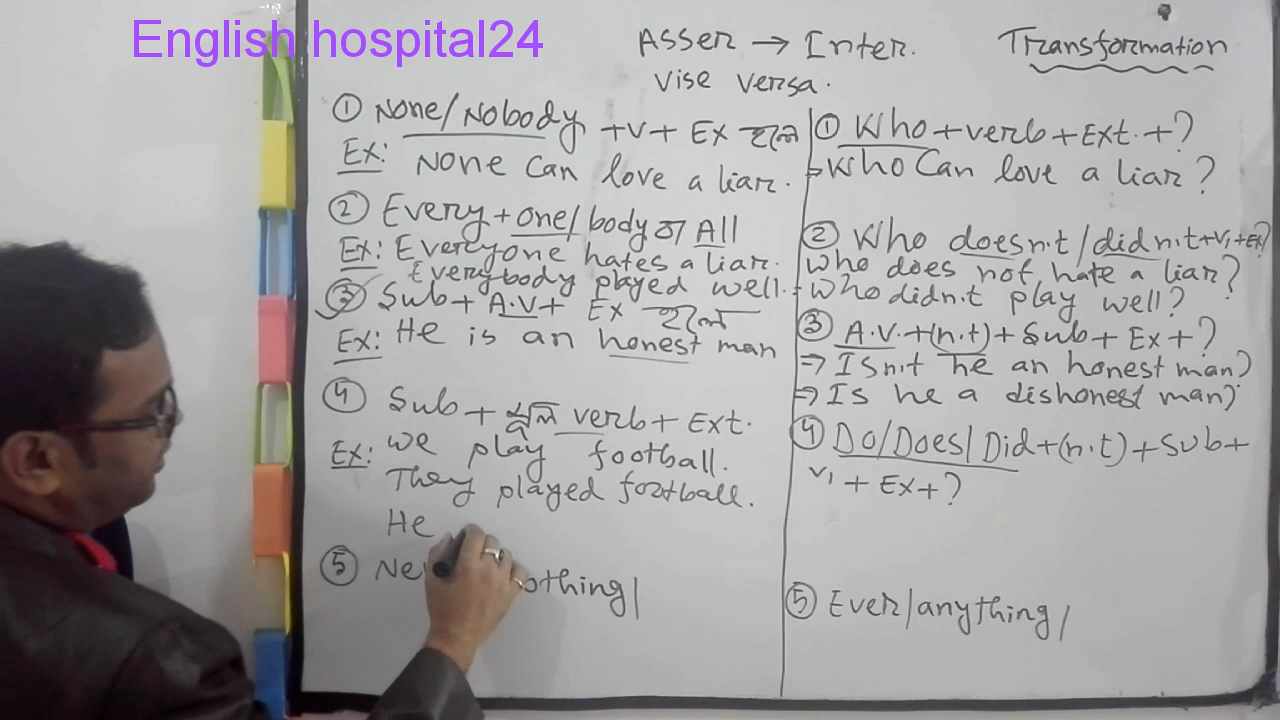 English hospital24
Asser → Inter.
Transformation
vise versa.
① None/Nobody +v+ Ex হলে
Ex: None can love a liar.
② Every+one/body বা All
Ex: Everyone hates a liar.
Everybody played well.
③ Sub+ A.V+ Ex হলে
Ex: He is an honest man
④ Sub+ মূল verb+ Ext.
Ex: we play football.
They played football.
He
⑤ Ne othing/
① Who+verb+Ext.+?
→ Who can love a liar?
② Who doesn.t/didn.t+v₁+Ex?
Who does not hate a liar?
→ Who didn.t play well?
③ A.V.+(n.t)+Sub+Ex+?
→ Isn.t he an honest man?
→ Is he a dishonest man?
④ Do/Does/Did+(n.t)+Sub+
v₁ + Ex+?
⑤ Ever/anything/